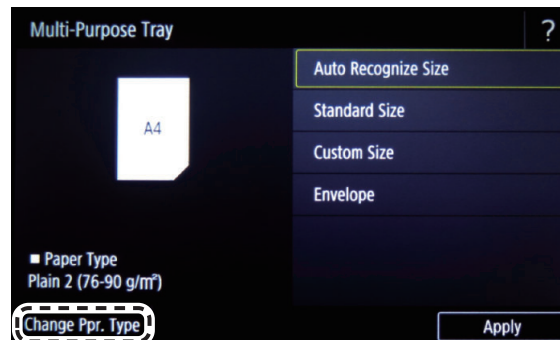 Multi-Purpose Tray
?
A4
Auto Recognize Size
Standard Size
Custom Size
Envelope
■ Paper Type
Plain 2 (76-90 g/m²)
Change Ppr. Type
Apply